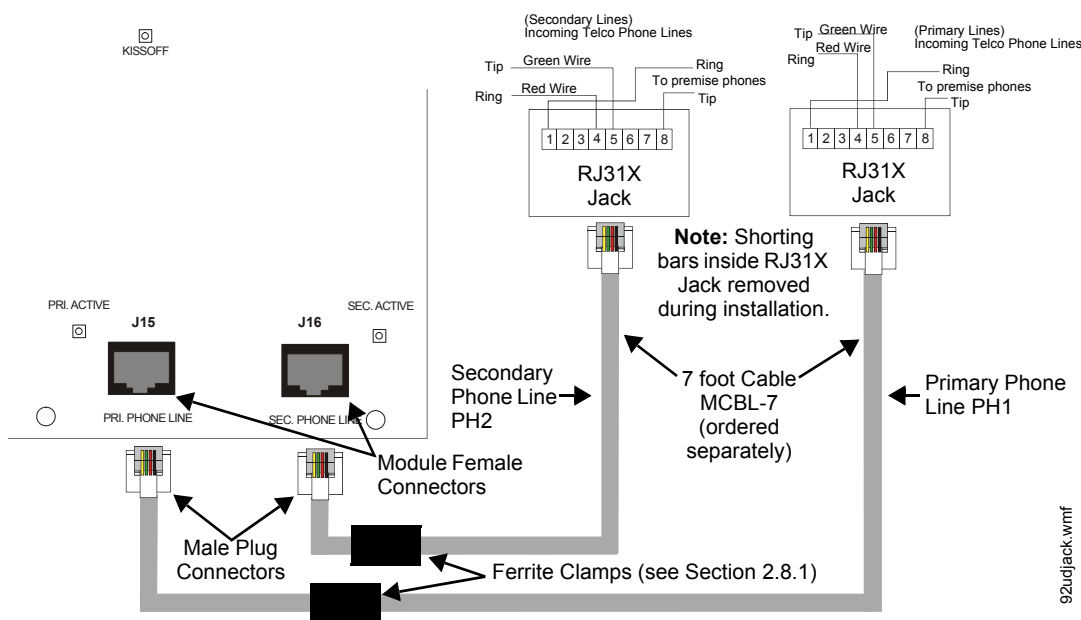 KISSOFF
(Secondary Lines)
Incoming Telco Phone Lines
Tip
Green Wire
Ring
Red Wire
Ring
To premise phones
Tip
1 2 3 4 5 6 7 8
RJ31X
Jack
Tip
Green Wire
Red Wire
Ring
(Primary Lines)
Incoming Telco Phone Lines
Ring
To premise phones
Tip
1 2 3 4 5 6 7 8
RJ31X
Jack
Note: Shorting
bars inside RJ31X
Jack removed
during installation.
PRI. ACTIVE
J15
J16
SEC. ACTIVE
PRI. PHONE LINE
SEC. PHONE LINE
Secondary
Phone Line
PH2
7 foot Cable
MCBL-7
(ordered
separately)
Primary Phone
Line PH1
Module Female
Connectors
Male Plug
Connectors
Ferrite Clamps (see Section 2.8.1)
92udjack.wmf